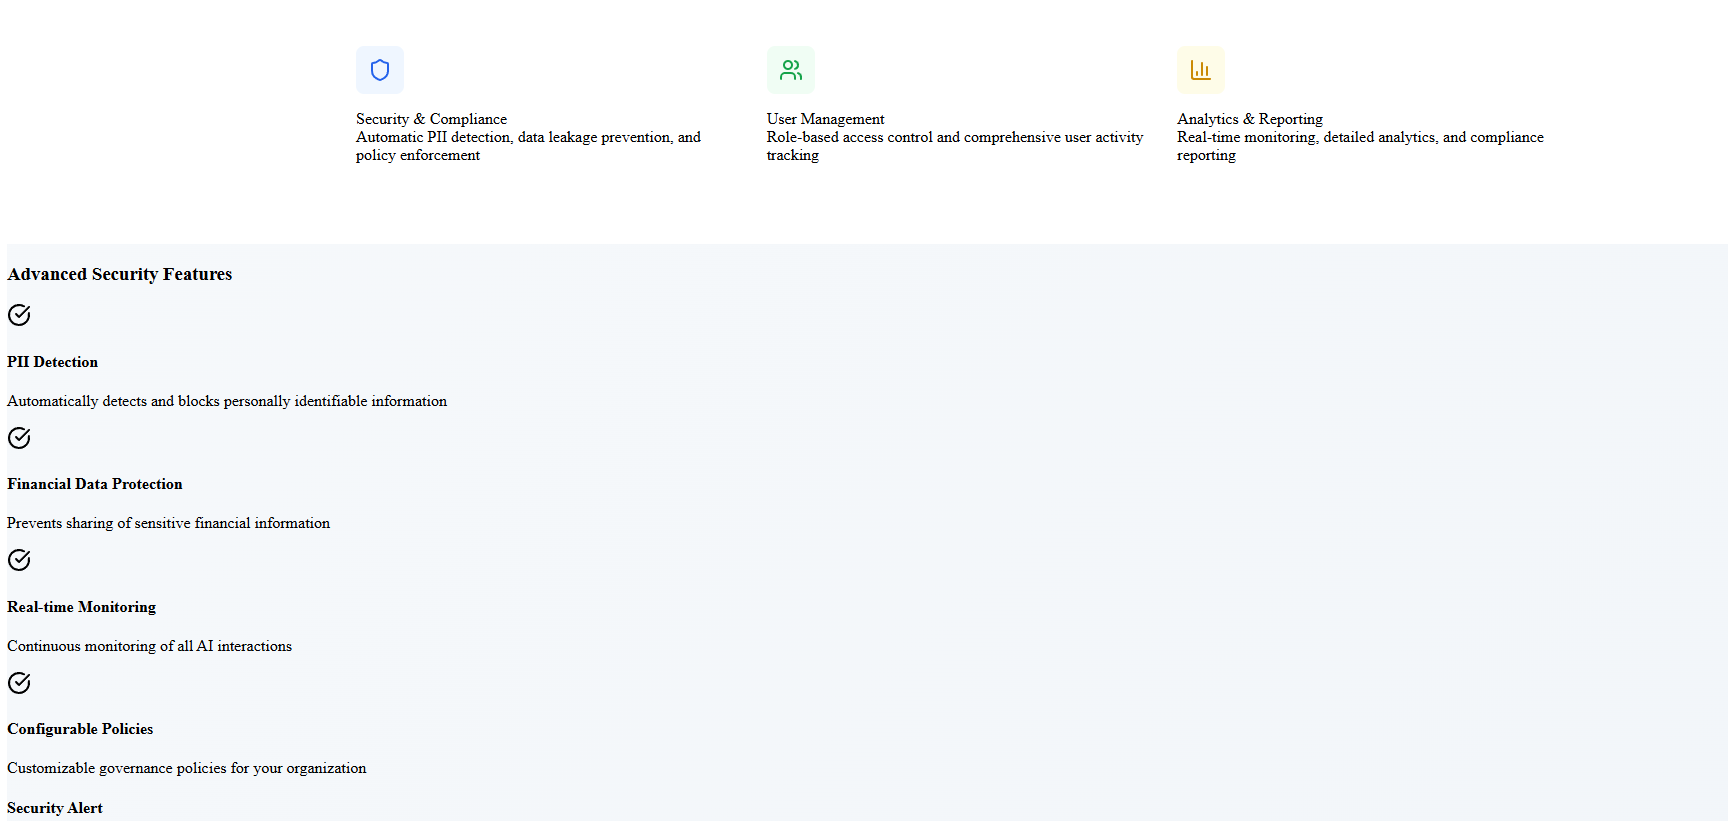 Security & Compliance
Automatic PII detection, data leakage prevention, and
policy enforcement
User Management
Role-based access control and comprehensive user activity
tracking
Analytics & Reporting
Real-time monitoring, detailed analytics, and compliance
reporting
Advanced Security Features
PII Detection
Automatically detects and blocks personally identifiable information
Financial Data Protection
Prevents sharing of sensitive financial information
Real-time Monitoring
Continuous monitoring of all AI interactions
Configurable Policies
Customizable governance policies for your organization
Security Alert